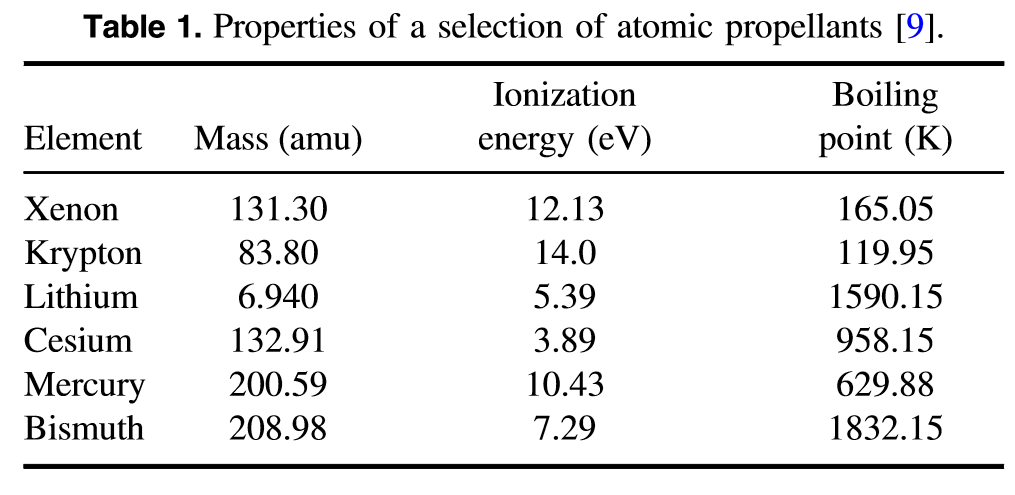 Table 1. Properties of a selection of atomic propellants [9].
Ionization Boiling
Element Mass (amu) energy (eV) point (K)
Xenon 131.30 12.13 165.05
Krypton 83.80 14.0 119.95
Lithium 6.940 5.39 1590.15
Cesium 132.91 3.89 958.15
Mercury 200.59 10.43 629.88
Bismuth 208.98 7.29 1832.15